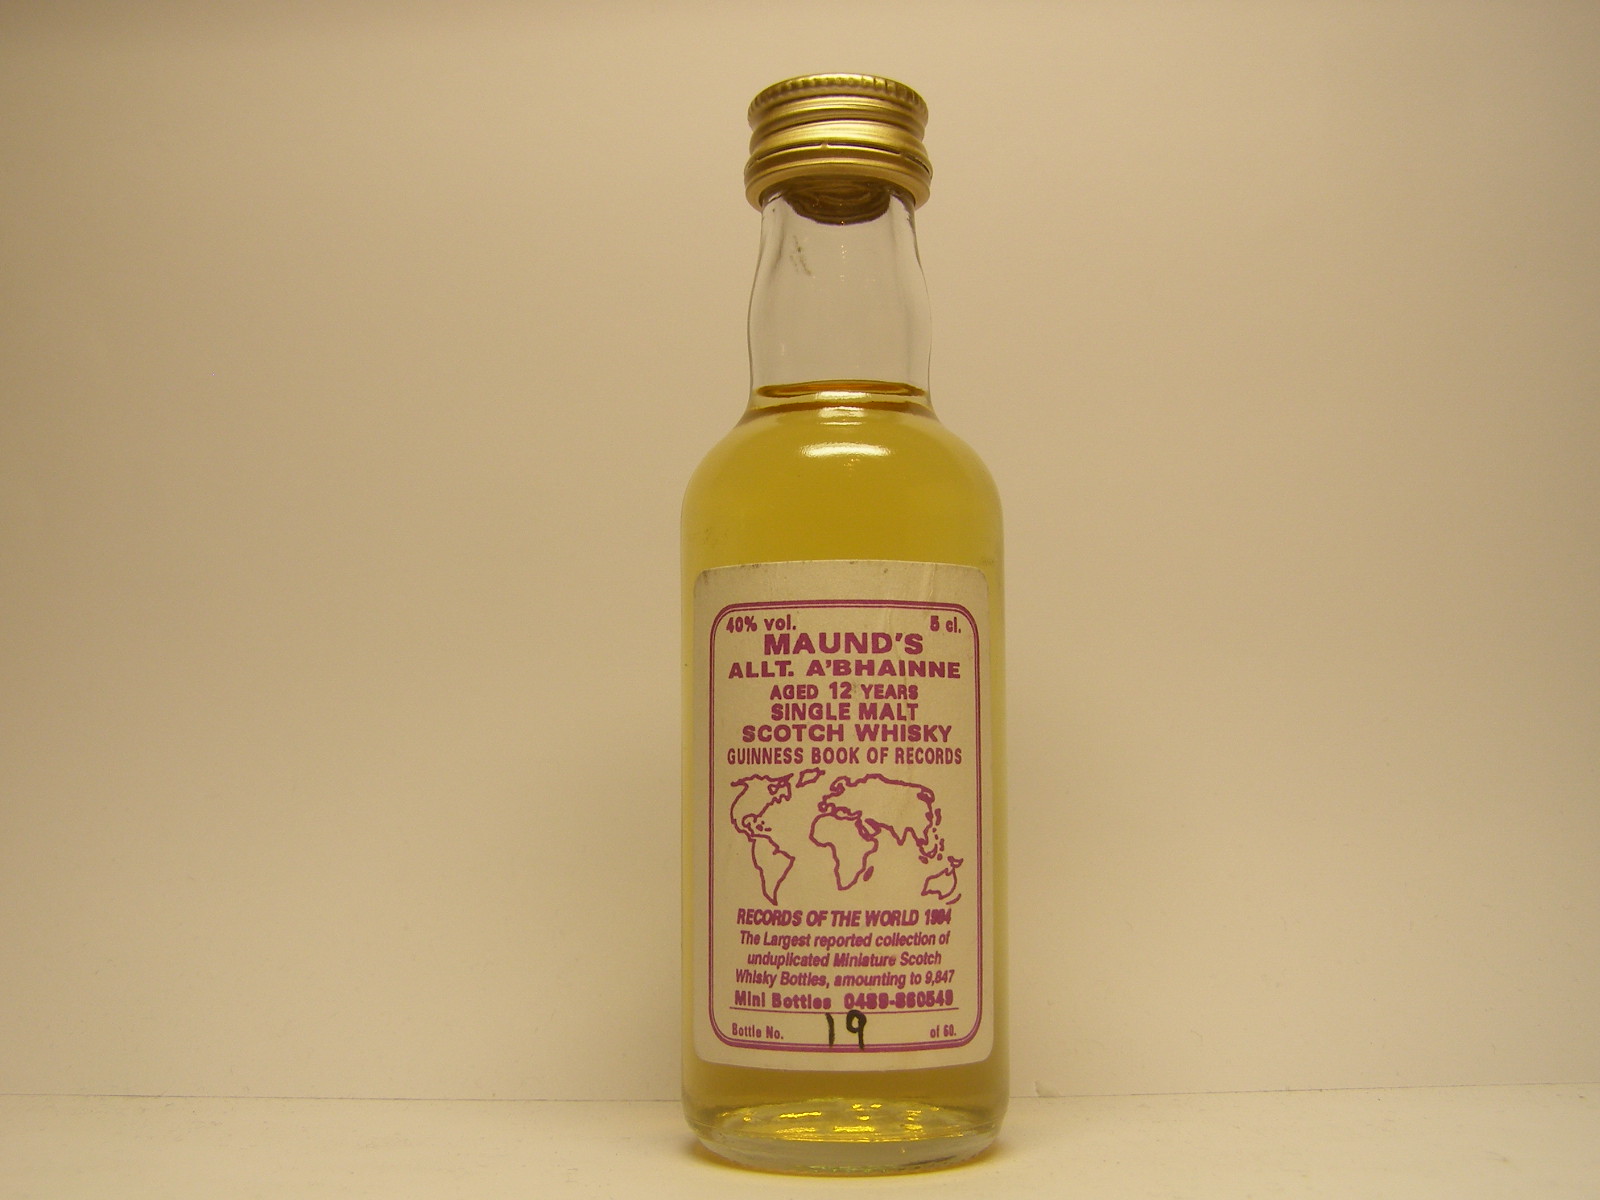 40% vol. 5 cl.
MAUND'S
ALLT. A'BHAINNE
AGED 12 YEARS
SINGLE MALT
SCOTCH WHISKY
GUINNESS BOOK OF RECORDS
RECORDS OF THE WORLD
The Largest reported collection of
unduplicated Miniature Scotch
Whisky Bottles, amounting to 9,847
Mini Bottles 0489-860549
Bottle No. 19 of 60.